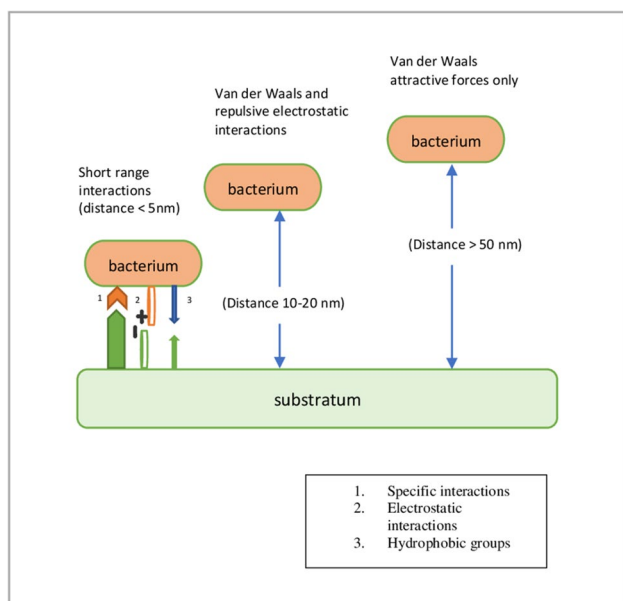 Van der Waals
attractive forces only
Van der Waals and
repulsive electrostatic
interactions
bacterium
Short range
interactions
(distance < 5nm)
bacterium
(Distance > 50 nm)
bacterium
(Distance 10-20 nm)
1 2 3
+
-
substratum
1. Specific interactions
2. Electrostatic
interactions
3. Hydrophobic groups